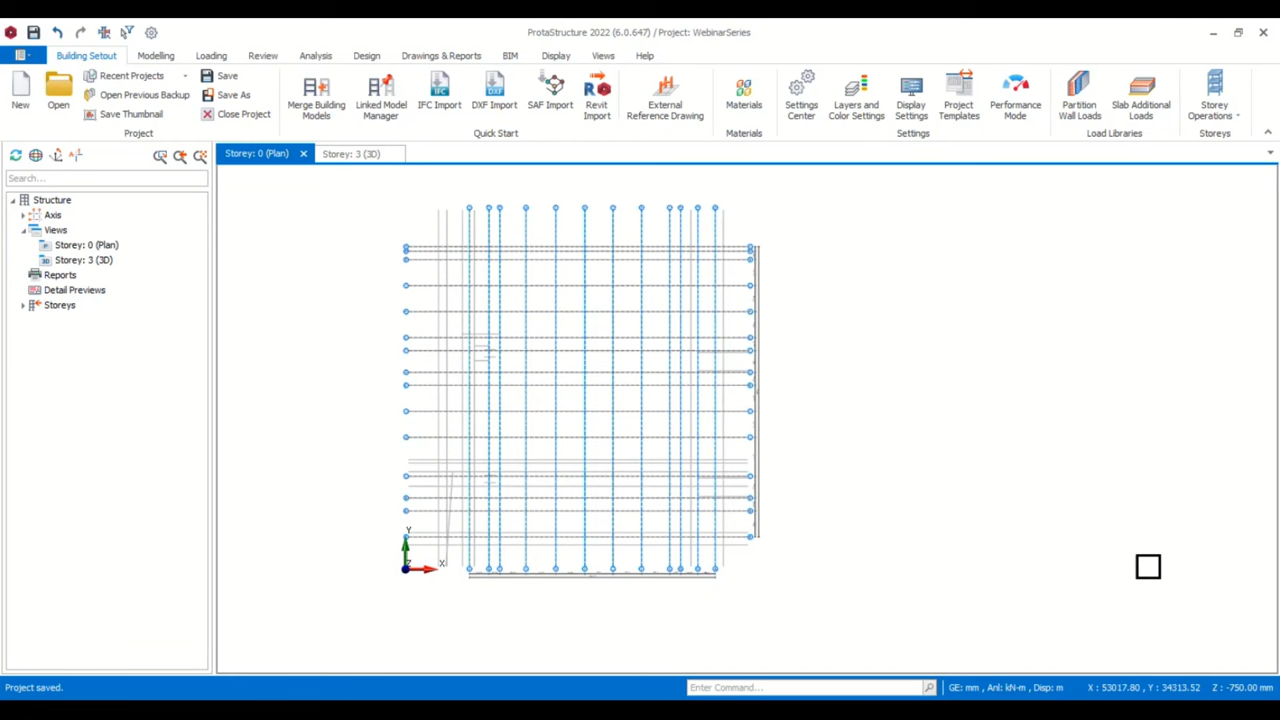 ProtaStructure 2022 (6.0.647) / Project: WebinarSeries
Building Setout Modelling Loading Review Analysis Design Drawings & Reports BIM Display Views Help
New
Open
Recent Projects
Open Previous Backup
Save Thumbnail
Save
Save As
Close Project
Project
Merge Building Models
Linked Model Manager
IFC Import
DXF Import
SAF Import
Revit Import
Quick Start
External Reference Drawing
Materials
Materials
Settings Center
Layers and Color Settings
Display Settings
Project Templates
Performance Mode
Settings
Partition Wall Loads
Slab Additional Loads
Load Libraries
Storey Operations
Storeys
Storey: 0 (Plan)
Storey: 3 (3D)
Search...
Structure
Axis
Views
Storey: 0 (Plan)
Storey: 3 (3D)
Reports
Detail Previews
Storeys
IFC
DXF
SAF
Y
Z
X
Project saved.
Enter Command...
GE: mm, Anl: kN-m, Disp: m
X : 53017.80 , Y : 34313.52
Z : -750.00 mm